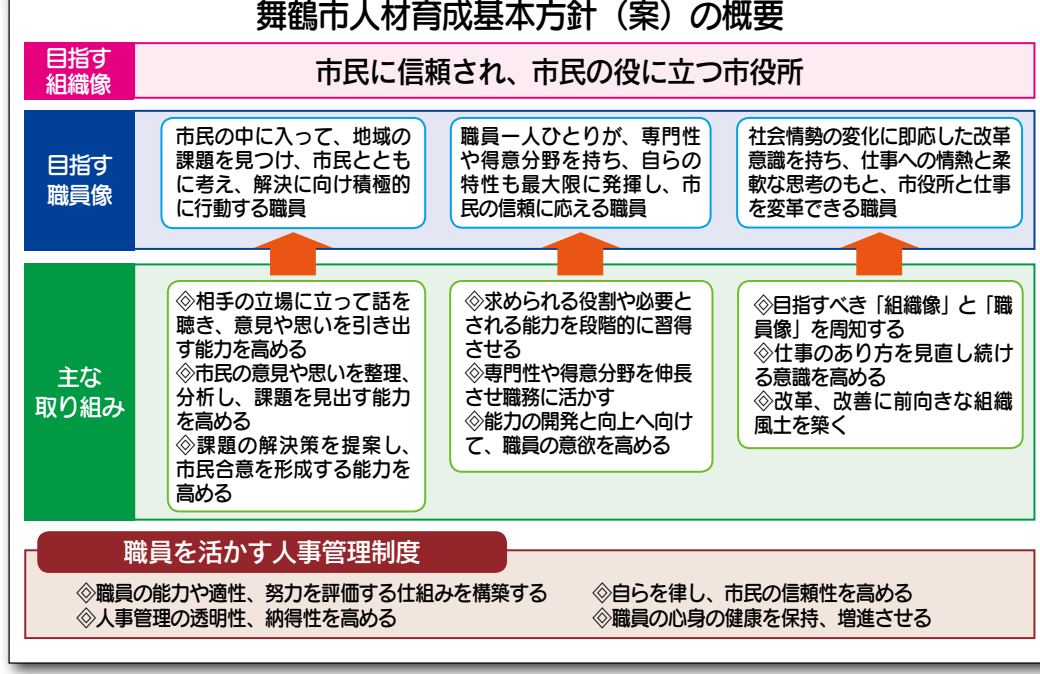 舞鶴市人材育成基本方針（案）の概要
目指す
組織像
市民に信頼され、市民の役に立つ市役所
目指す
職員像
市民の中に入って、地域の
課題を見つけ、市民ととも
に考え、解決に向け積極的
に行動する職員
職員一人ひとりが、専門性
や得意分野を持ち、自らの
特性も最大限に発揮し、市
民の信頼に応える職員
社会情勢の変化に即応した改革
意識を持ち、仕事への情熱と柔
軟な思考のもと、市役所と仕事
を変革できる職員
主な
取り組み
◇相手の立場に立って話を
聴き、意見や思いを引き出
す能力を高める
◇市民の意見や思いを整理、
分析し、課題を見出す能力
を高める
◇課題の解決策を提案し、
市民合意を形成する能力を
高める
◇求められる役割や必要と
される能力を段階的に習得
させる
◇専門性や得意分野を伸長
させ職務に活かす
◇能力の開発と向上へ向け
て、職員の意欲を高める
◇目指すべき「組織像」と「職
員像」を周知する
◇仕事のあり方を見直し続け
る意識を高める
◇改革、改善に前向きな組織
風土を築く
職員を活かす人事管理制度
◇職員の能力や適性、努力を評価する仕組みを構築する
◇人事管理の透明性、納得性を高める
◇自らを律し、市民の信頼性を高める
◇職員の心身の健康を保持、増進させる